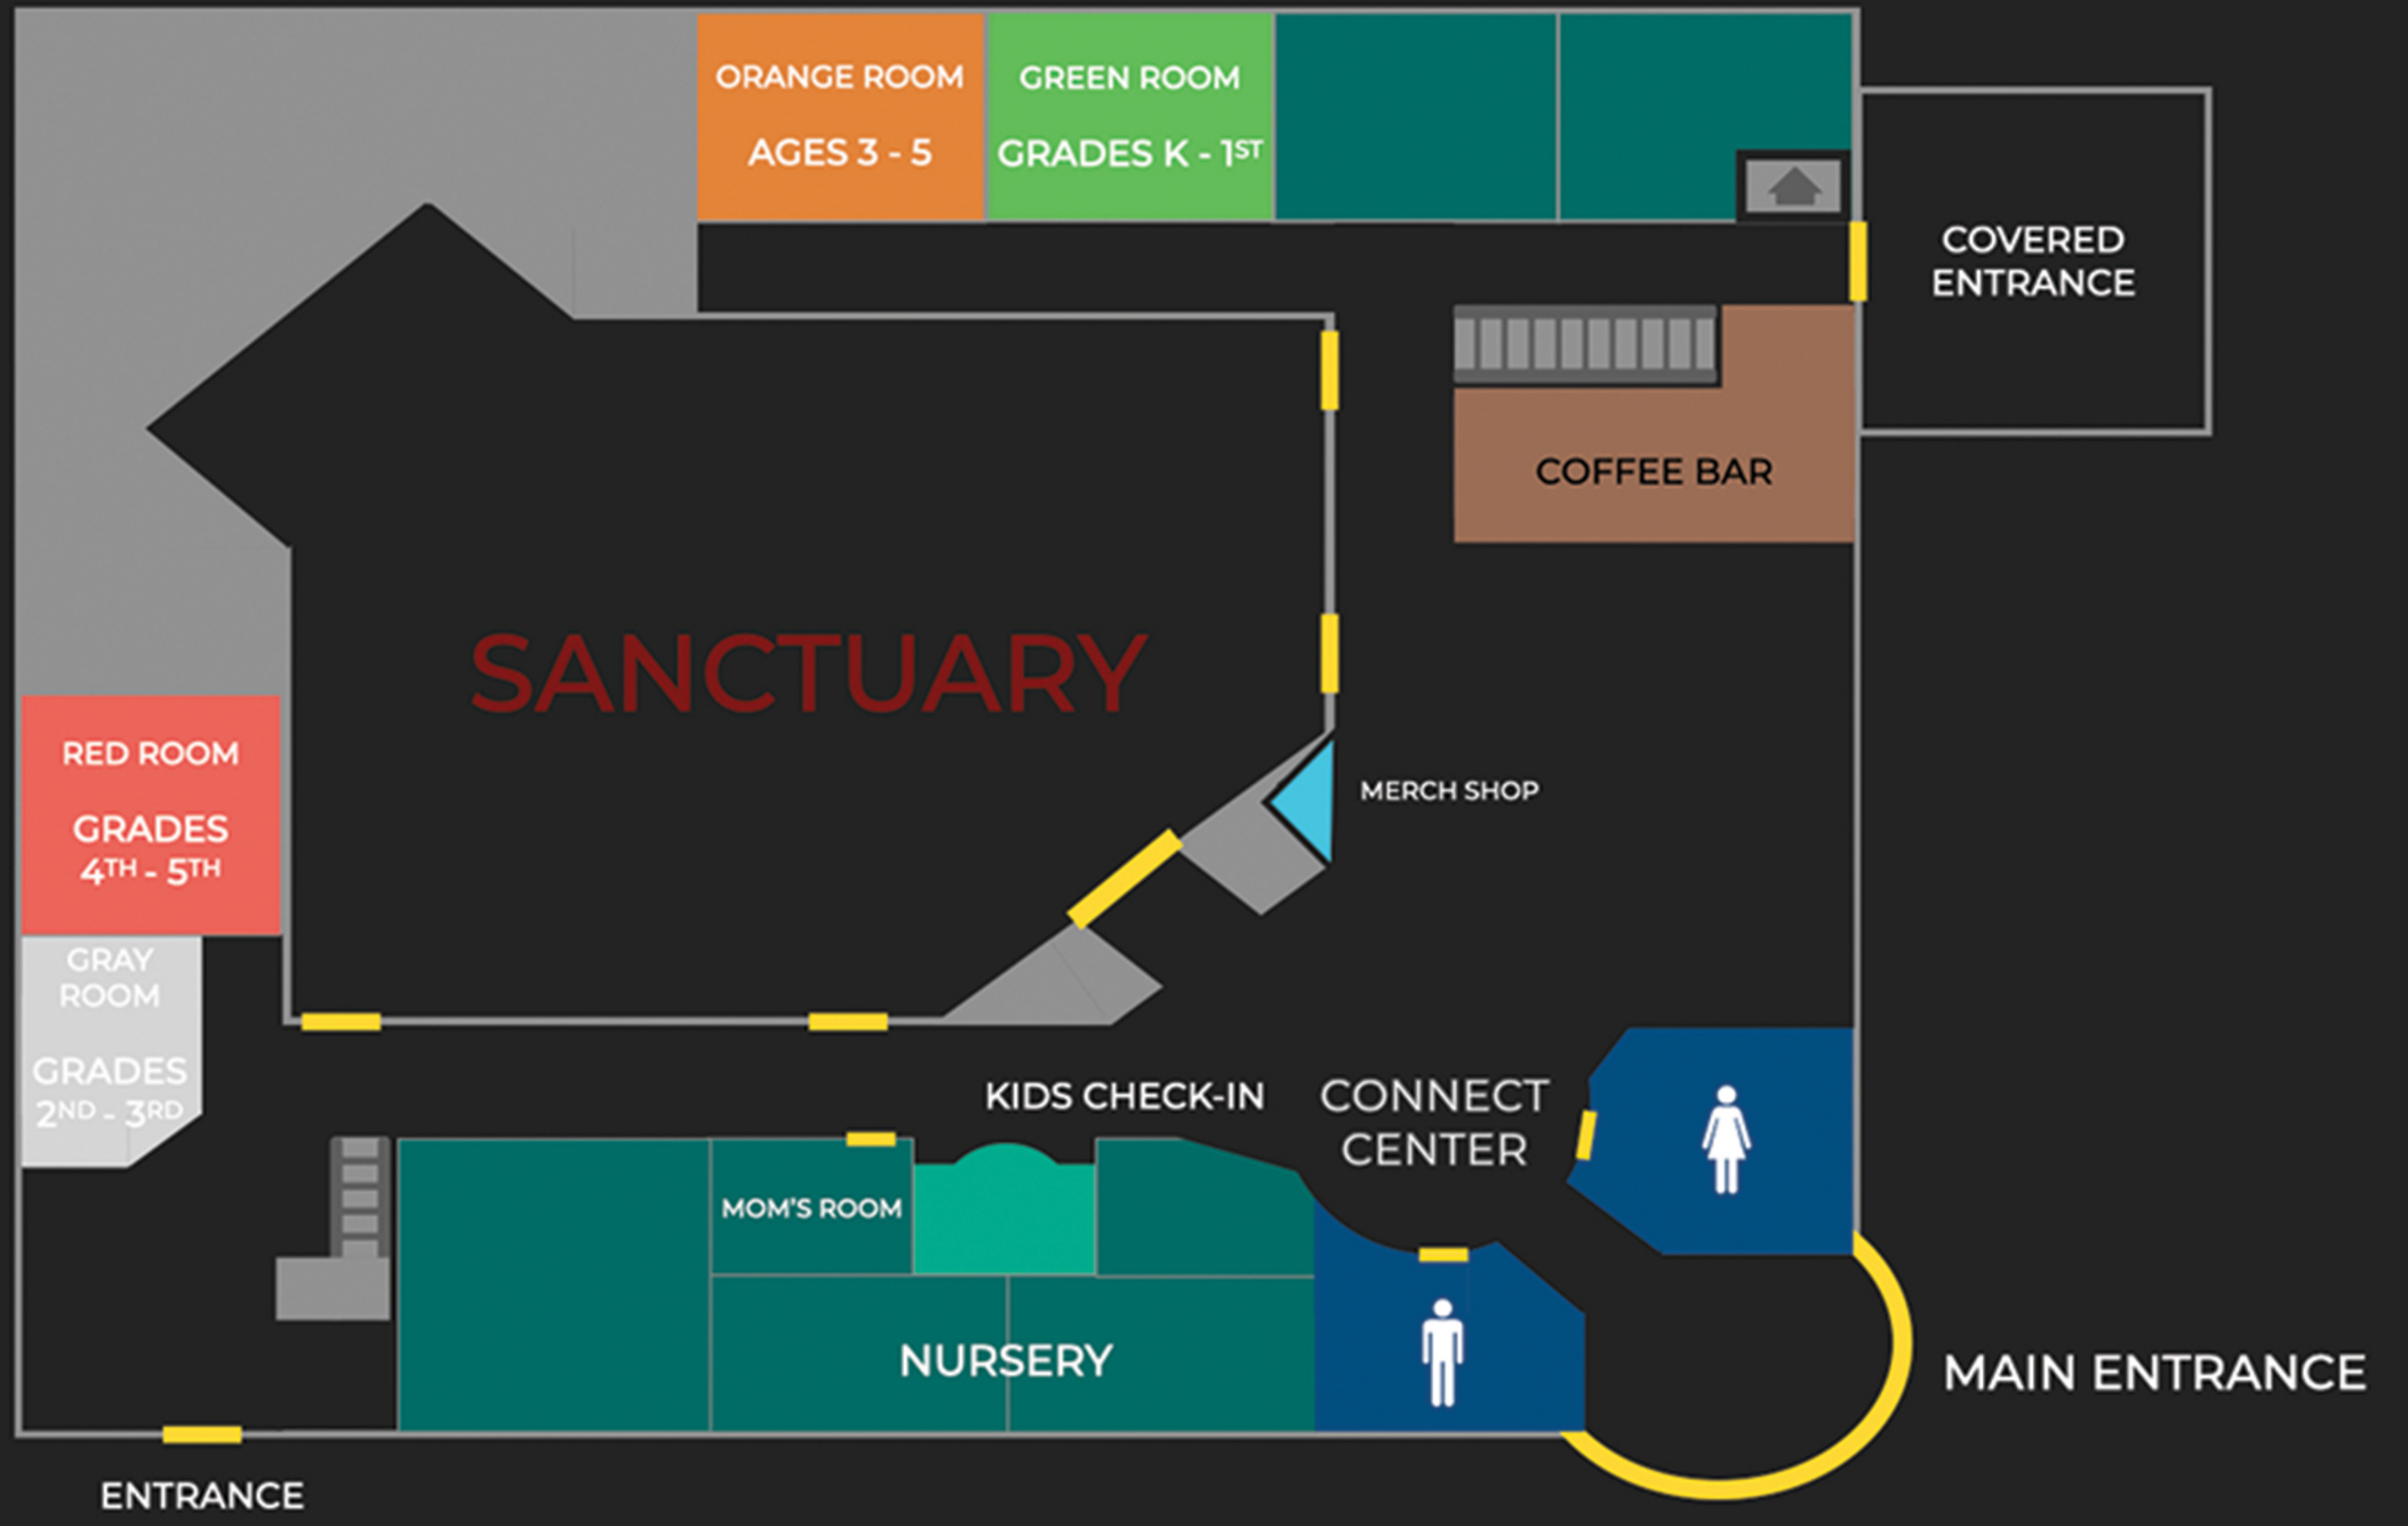 ORANGE ROOM
AGES 3 - 5
GREEN ROOM
GRADES K - 1ST
COVERED
ENTRANCE
COFFEE BAR
SANCTUARY
RED ROOM
GRADES
4TH - 5TH
MERCH SHOP
GRAY
ROOM
GRADES
2ND - 3RD
KIDS CHECK-IN
CONNECT
CENTER
MOM'S ROOM
NURSERY
MAIN ENTRANCE
ENTRANCE